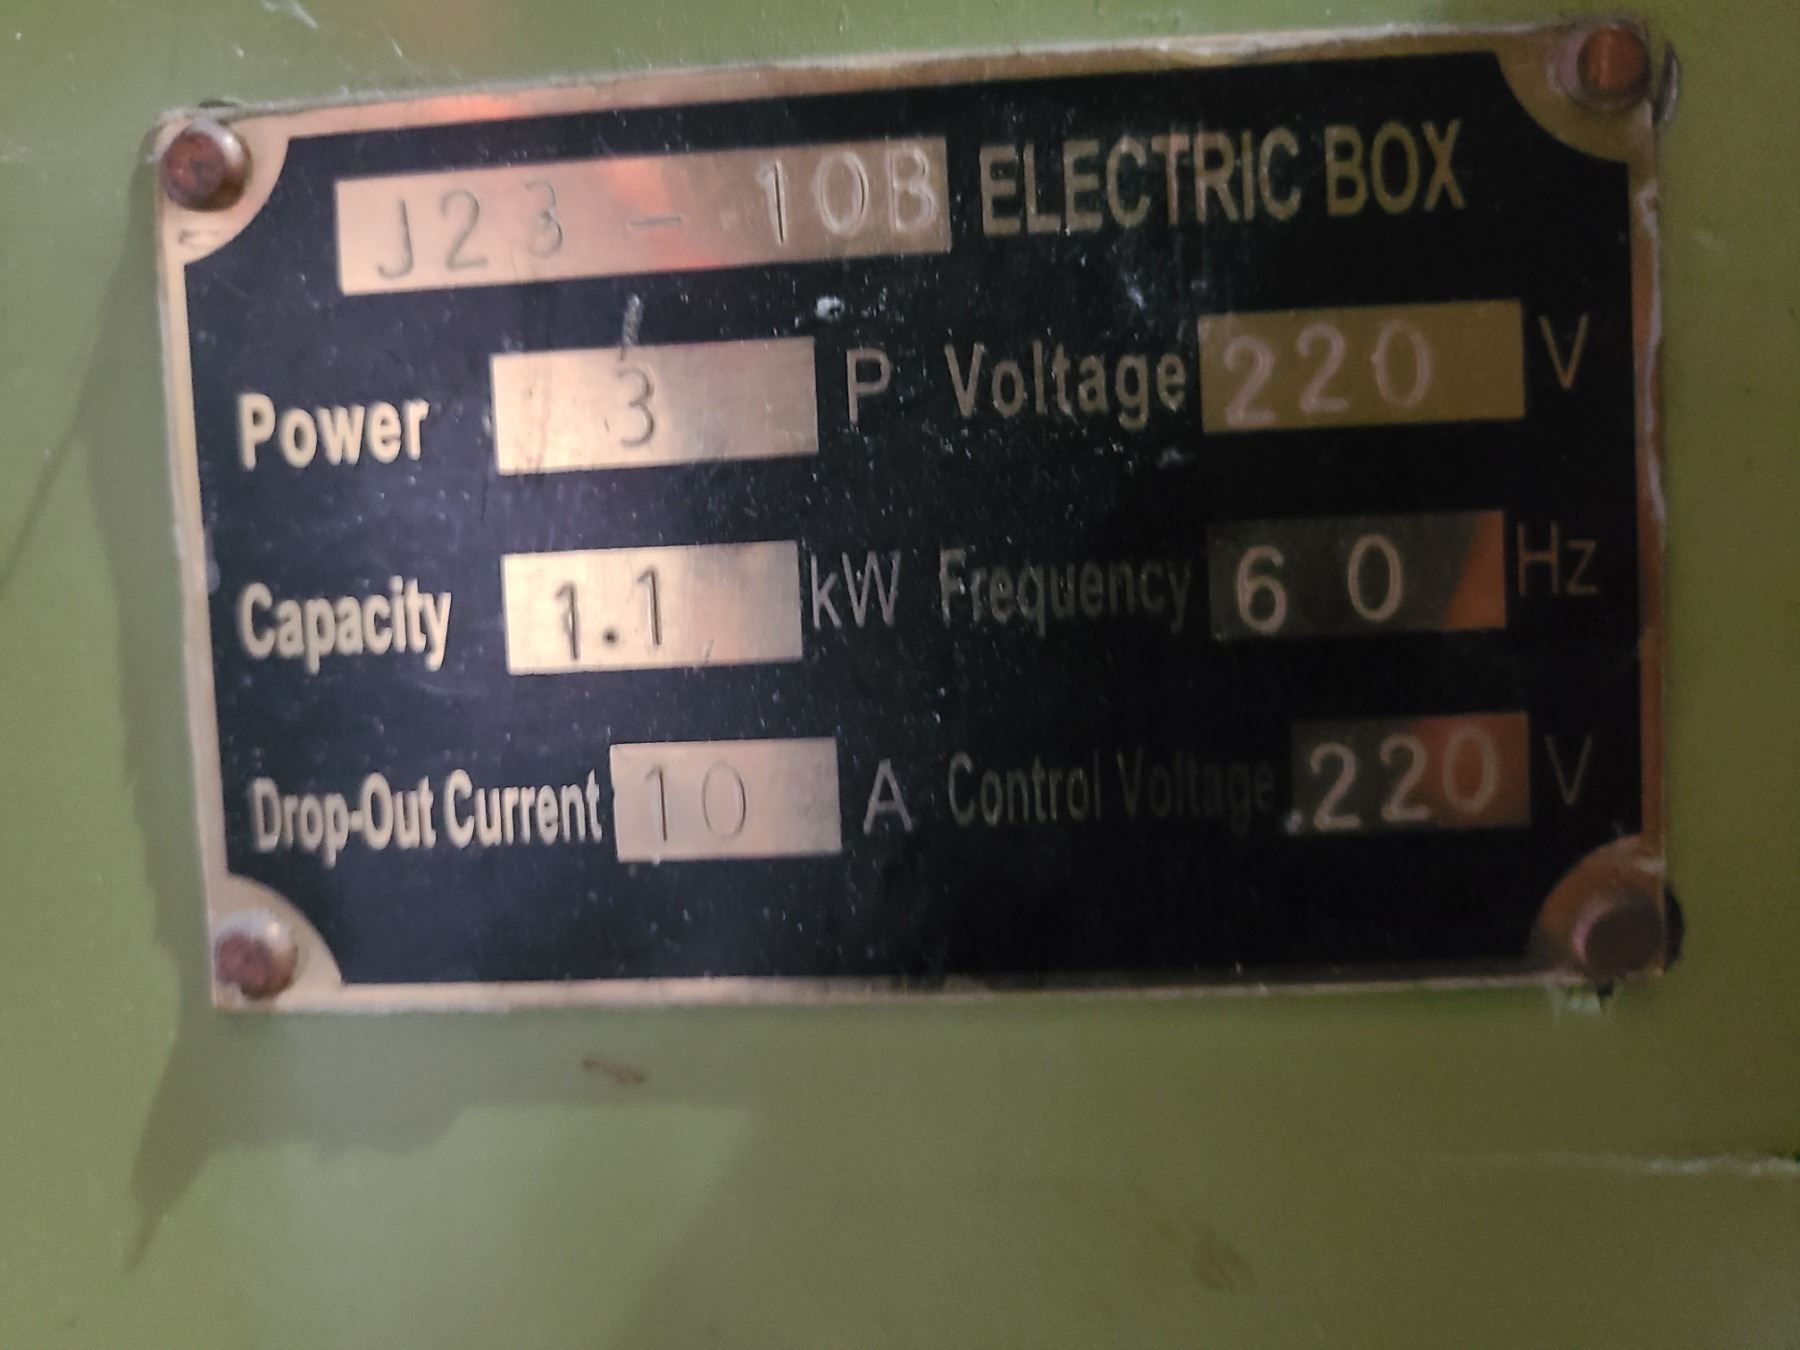 J23-10B ELECTRIC BOX
Power 3 P Voltage 220 V
Capacity 1.1 kW Frequency 60 Hz
Drop-Out Current 10 A Control Voltage 220 V